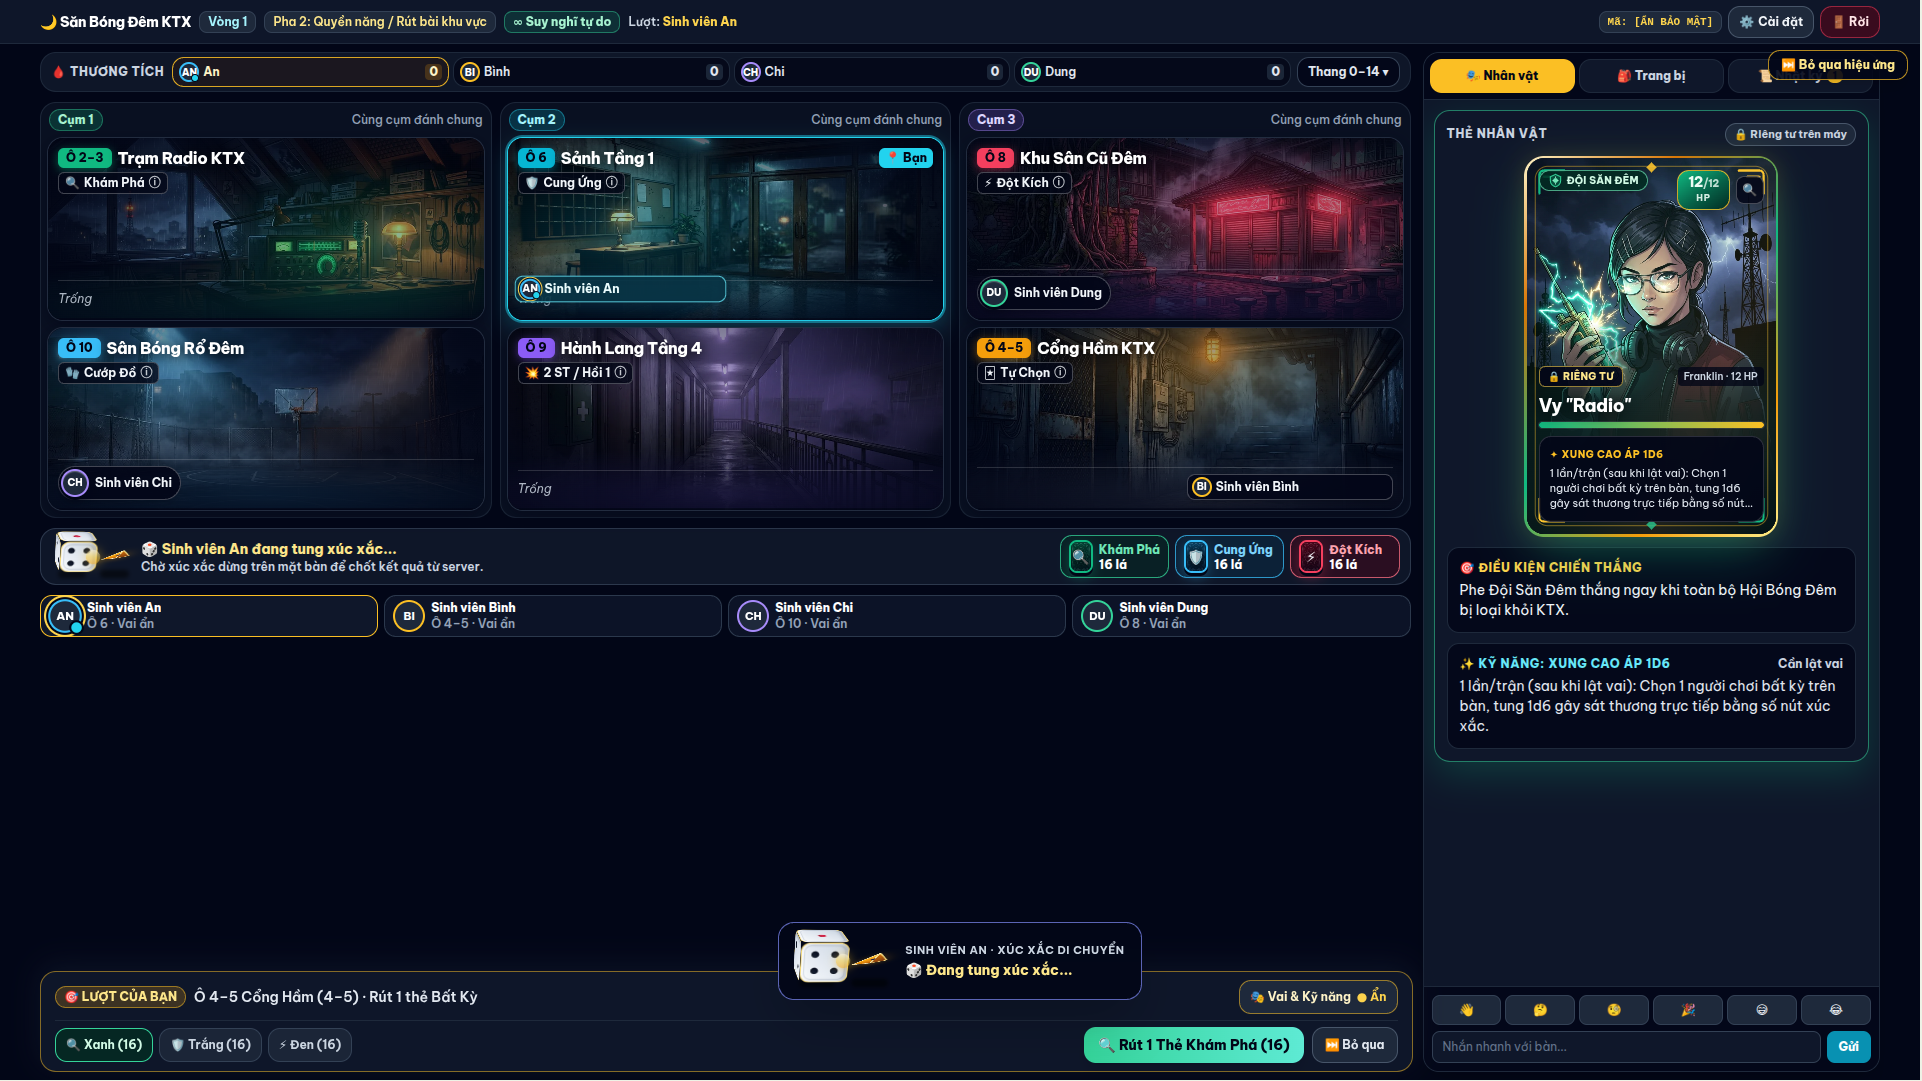 🌙 Săn Bóng Đêm KTX
Vòng 1
Pha 2: Quyền năng / Rút bài khu vực
∞ Suy nghĩ tự do
Lượt: Sinh viên An
Mã: [ẨN BẢO MẬT]
⚙️ Cài đặt
🚪 Rời
🩸 THƯƠNG TÍCH
AN An 0
BI Bình 0
CH Chi 0
DU Dung 0
Thang 0–14 ▾
Cụm 1
Cùng cụm đánh chung
Ô 2–3 Trạm Radio KTX
🔍 Khám Phá ⓘ
Trống
Ô 10 Sân Bóng Rổ Đêm
🧤 Cướp Đồ ⓘ
CH Sinh viên Chi
Cụm 2
Cùng cụm đánh chung
Ô 6 Sảnh Tầng 1
📍 Bạn
🛡️ Cung Ứng ⓘ
AN Sinh viên An
Ô 9 Hành Lang Tầng 4
💥 2 ST / Hồi 1 ⓘ
Trống
Cụm 3
Cùng cụm đánh chung
Ô 8 Khu Sân Cũ Đêm
⚡ Đột Kích ⓘ
DU Sinh viên Dung
Ô 4–5 Cổng Hầm KTX
🃏 Tự Chọn ⓘ
BI Sinh viên Bình
🎲 Sinh viên An đang tung xúc xắc...
Chờ xúc xắc dừng trên mặt bàn để chốt kết quả từ server.
🔍 Khám Phá
16 lá
🛡️ Cung Ứng
16 lá
⚡ Đột Kích
16 lá
AN Sinh viên An
Ô 6 · Vai ẩn
BI Sinh viên Bình
Ô 4–5 · Vai ẩn
CH Sinh viên Chi
Ô 10 · Vai ẩn
DU Sinh viên Dung
Ô 8 · Vai ẩn
SINH VIÊN AN · XÚC XẮC DI CHUYỂN
🎲 Đang tung xúc xắc...
🎯 LƯỢT CỦA BẠN
Ô 4–5 Cổng Hầm (4–5) · Rút 1 thẻ Bất Kỳ
🎭 Vai & Kỹ năng ● Ẩn
🔍 Xanh (16)
🛡️ Trắng (16)
⚡ Đen (16)
🔍 Rút 1 Thẻ Khám Phá (16)
⏩ Bỏ qua
🎭 Nhân vật
🎒 Trang bị
⏩ Bỏ qua hiệu ứng
THẺ NHÂN VẬT
🔒 Riêng tư trên máy
ĐỘI SĂN ĐÊM
12/12
HP
🔍
🔒 RIÊNG TƯ
Franklin · 12 HP
Vy "Radio"
✦ XUNG CAO ÁP 1D6
1 lần/trận (sau khi lật vai): Chọn 1
người chơi bất kỳ trên bàn, tung 1d6
gây sát thương trực tiếp bằng số nút...
🎯 ĐIỀU KIỆN CHIẾN THẮNG
Phe Đội Săn Đêm thắng ngay khi toàn bộ Hội Bóng Đêm
bị loại khỏi KTX.
✨ KỸ NĂNG: XUNG CAO ÁP 1D6
Cần lật vai
1 lần/trận (sau khi lật vai): Chọn 1 người chơi bất kỳ trên
bàn, tung 1d6 gây sát thương trực tiếp bằng số nút xúc
xắc.
Nhắn nhanh với bàn...
Gửi